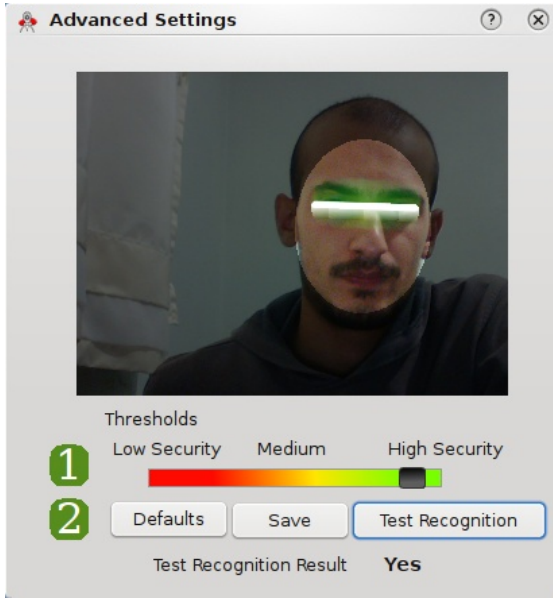 Advanced Settings ?
Thresholds
Low Security Medium High Security
1
2 Defaults Save Test Recognition
Test Recognition Result Yes